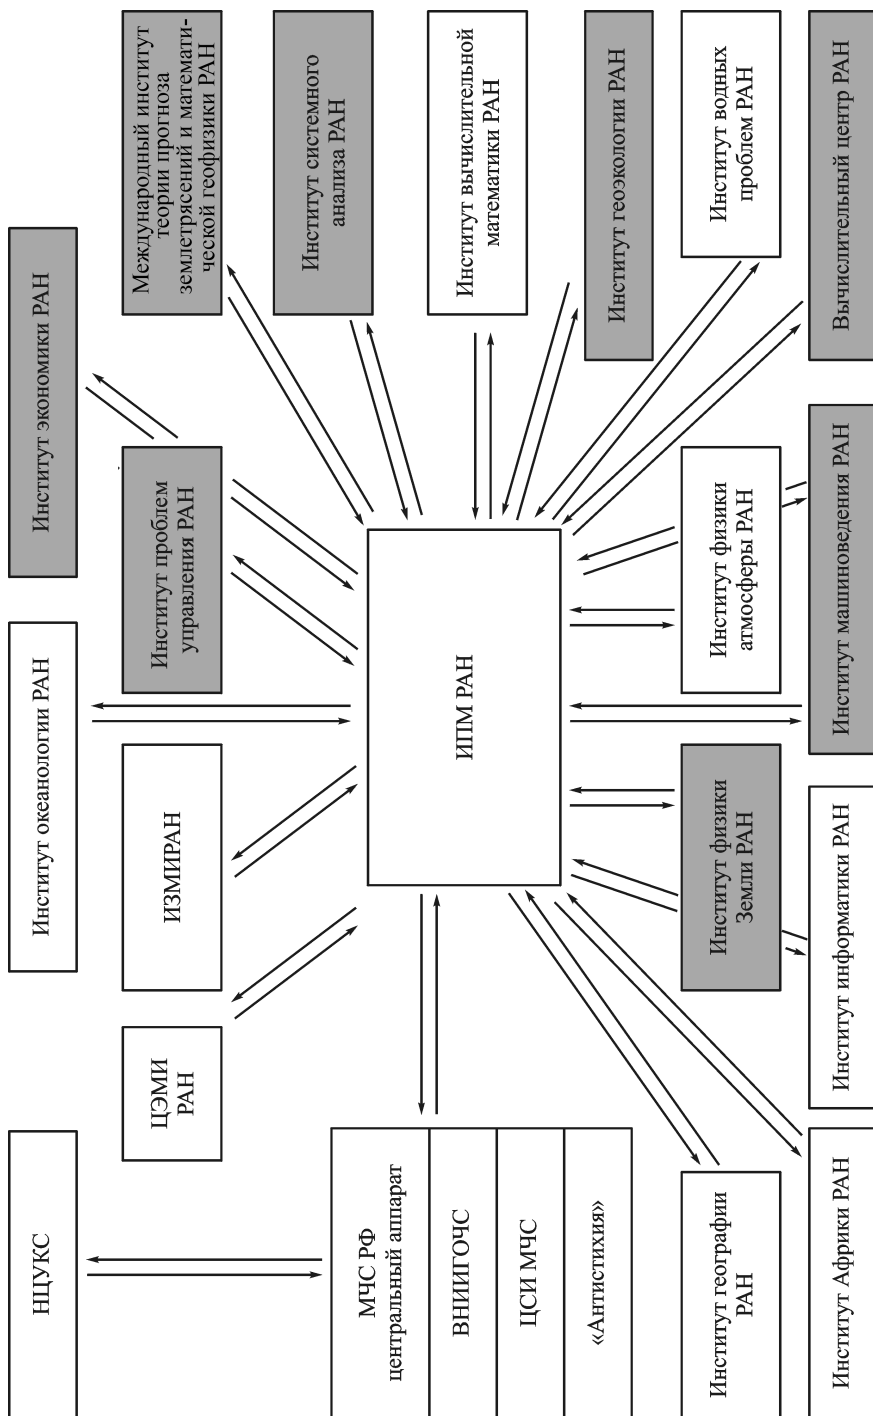 НЦУКС
Институт океанологии РАН
Институт экономики РАН
ЦЭМИ
РАН
ИЗМИРАН
Институт проблем
управления РАН
Международный институт
теории прогноза
землетрясений и математи-
ческой геофизики РАН
Институт системного
анализа РАН
МЧС РФ
центральный аппарат
ВНИИГОЧС
ЦСИ МЧС
«Антистихия»
ИПМ РАН
Институт вычислительной
математики РАН
Институт геоэкологии РАН
Институт географии
РАН
Институт физики
Земли РАН
Институт физики
атмосферы РАН
Институт водных
проблем РАН
Институт Африки РАН
Институт информатики РАН
Институт машиноведения РАН
Вычислительный центр РАН